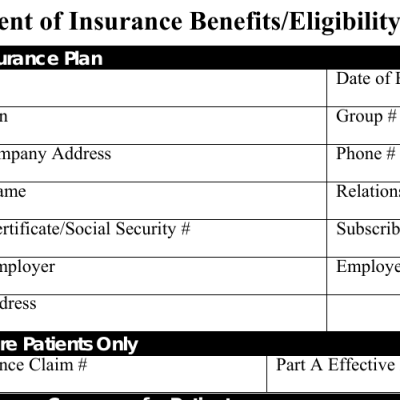 ent of Insurance Benefits/Eligibility
urance Plan
Date of
n Group #
mpany Address Phone #
ame Relations
ertificate/Social Security # Subscrib
mployer Employe
dress
re Patients Only
nce Claim # Part A Effective